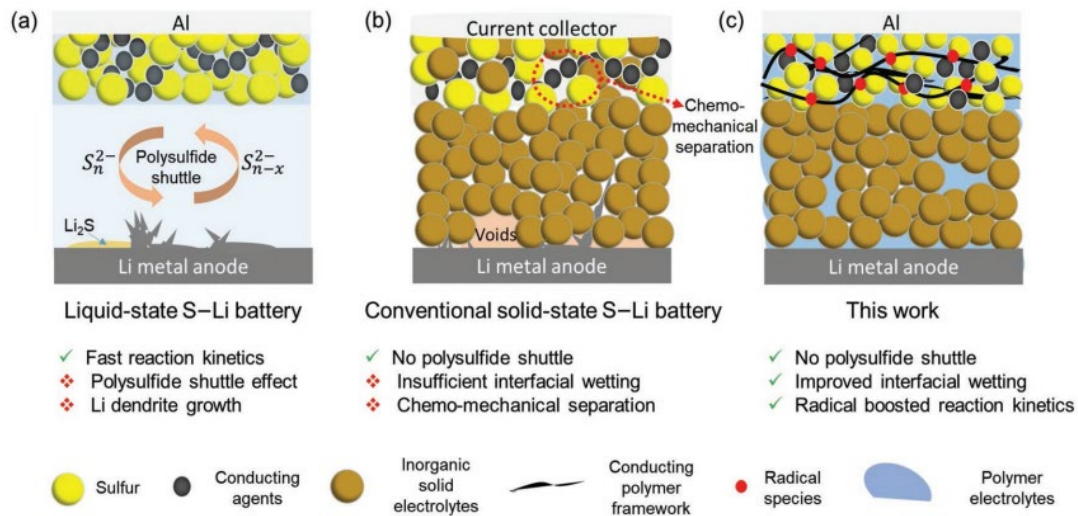 (a)
Al
Polysulfide
shuttle
S_n^{2-}
S_{n-x}^{2-}
Li₂S
Li metal anode
Liquid-state S–Li battery
✓ Fast reaction kinetics
❖ Polysulfide shuttle effect
❖ Li dendrite growth
(b)
Current collector
Chemo-
mechanical
separation
Voids
Li metal anode
Conventional solid-state S–Li battery
✓ No polysulfide shuttle
❖ Insufficient interfacial wetting
❖ Chemo-mechanical separation
(c)
Al
Li metal anode
This work
✓ No polysulfide shuttle
✓ Improved interfacial wetting
✓ Radical boosted reaction kinetics
Sulfur
Conducting
agents
Inorganic
solid
electrolytes
Conducting
polymer
framework
Radical
species
Polymer
electrolytes